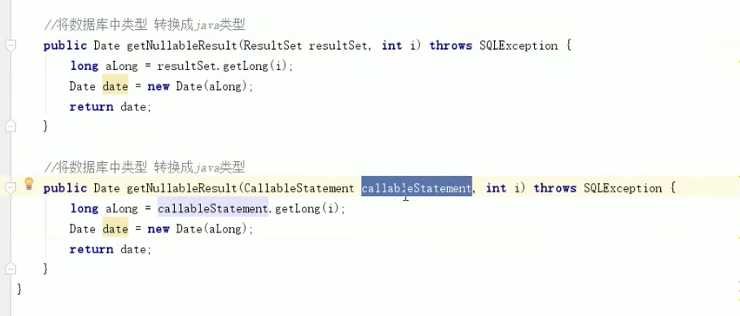 //将数据库中类型 转换成java类型
public Date getNullableResult(ResultSet resultSet, int i) throws SQLException {
long aLong = resultSet.getLong(i);
Date date = new Date(aLong);
return date;
}
//将数据库中类型 转换成java类型
public Date getNullableResult(CallableStatement callableStatement, int i) throws SQLException {
long aLong = callableStatement.getLong(i);
Date date = new Date(aLong);
return date;
}
}